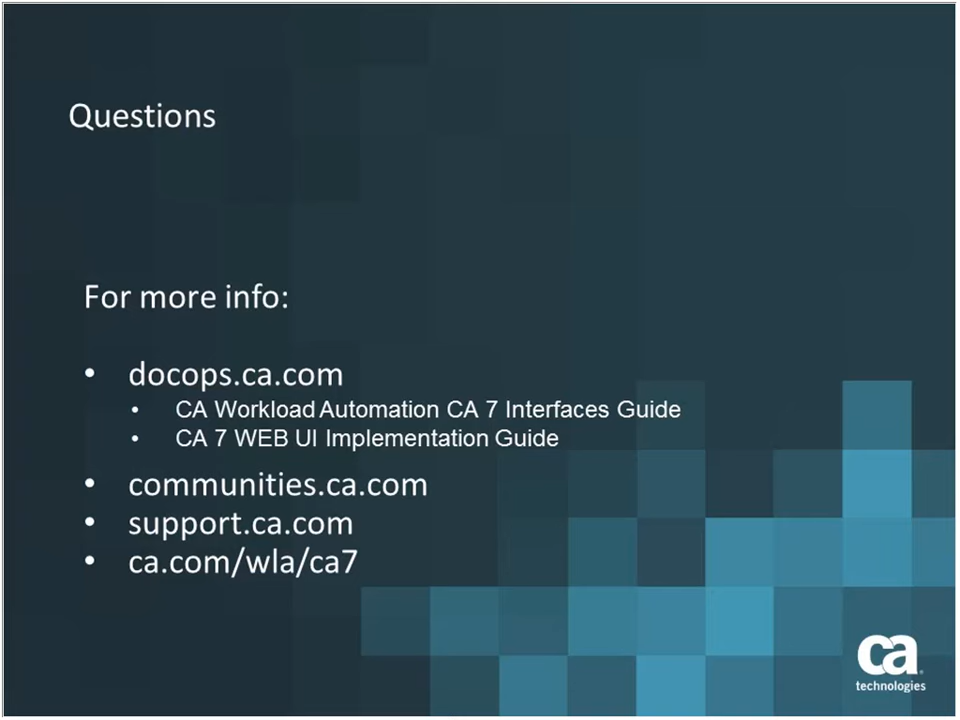 Questions
For more info:
• docops.ca.com
• CA Workload Automation CA 7 Interfaces Guide
• CA 7 WEB UI Implementation Guide
• communities.ca.com
• support.ca.com
• ca.com/wla/ca7
ca
technologies